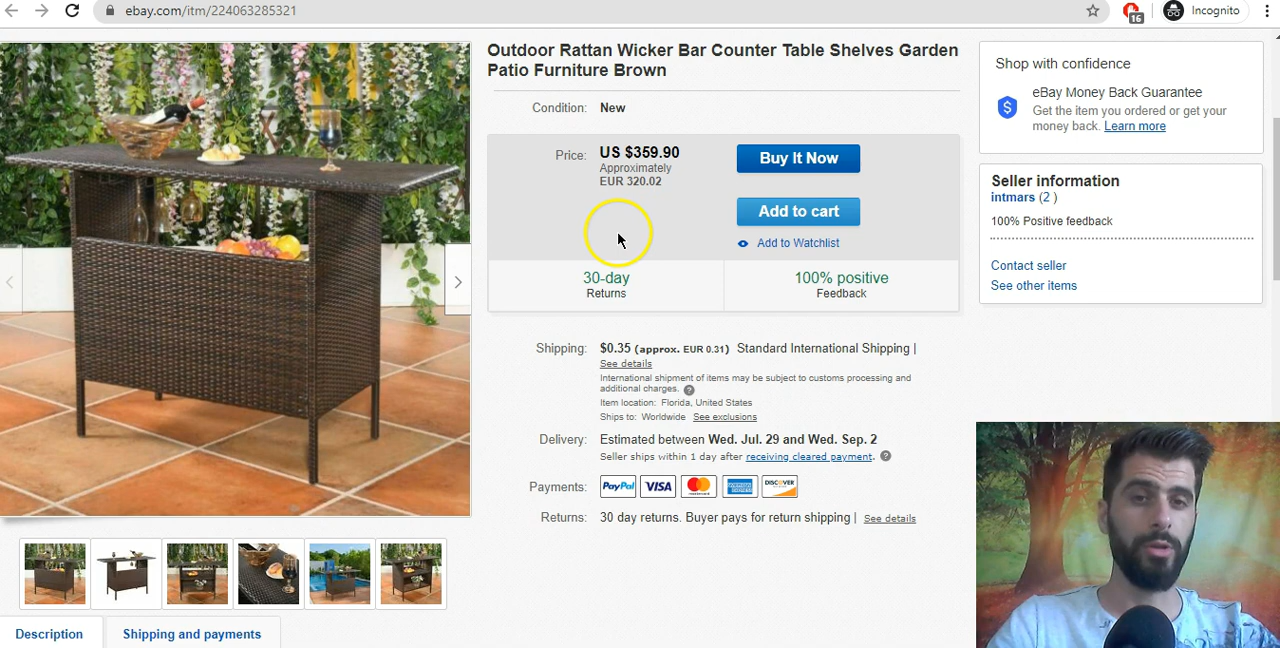 ebay.com/itm/224063285321
16
Incognito
Outdoor Rattan Wicker Bar Counter Table Shelves Garden
Patio Furniture Brown
Condition: New
Price: US $359.90
Approximately
EUR 320.02
Buy It Now
Add to cart
Add to Watchlist
30-day
Returns
100% positive
Feedback
Shipping: $0.35 (approx. EUR 0.31) Standard International Shipping |
See details
International shipment of items may be subject to customs processing and
additional charges. ?
Item location: Florida, United States
Ships to: Worldwide See exclusions
Delivery: Estimated between Wed. Jul. 29 and Wed. Sep. 2
Seller ships within 1 day after receiving cleared payment. ?
Payments: PayPal VISA mastercard AMERICAN EXPRESS DISCOVER
Returns: 30 day returns. Buyer pays for return shipping | See details
Shop with confidence
eBay Money Back Guarantee
Get the item you ordered or get your
money back. Learn more
Seller information
intmars (2 )
100% Positive feedback
Contact seller
See other items
Description
Shipping and payments